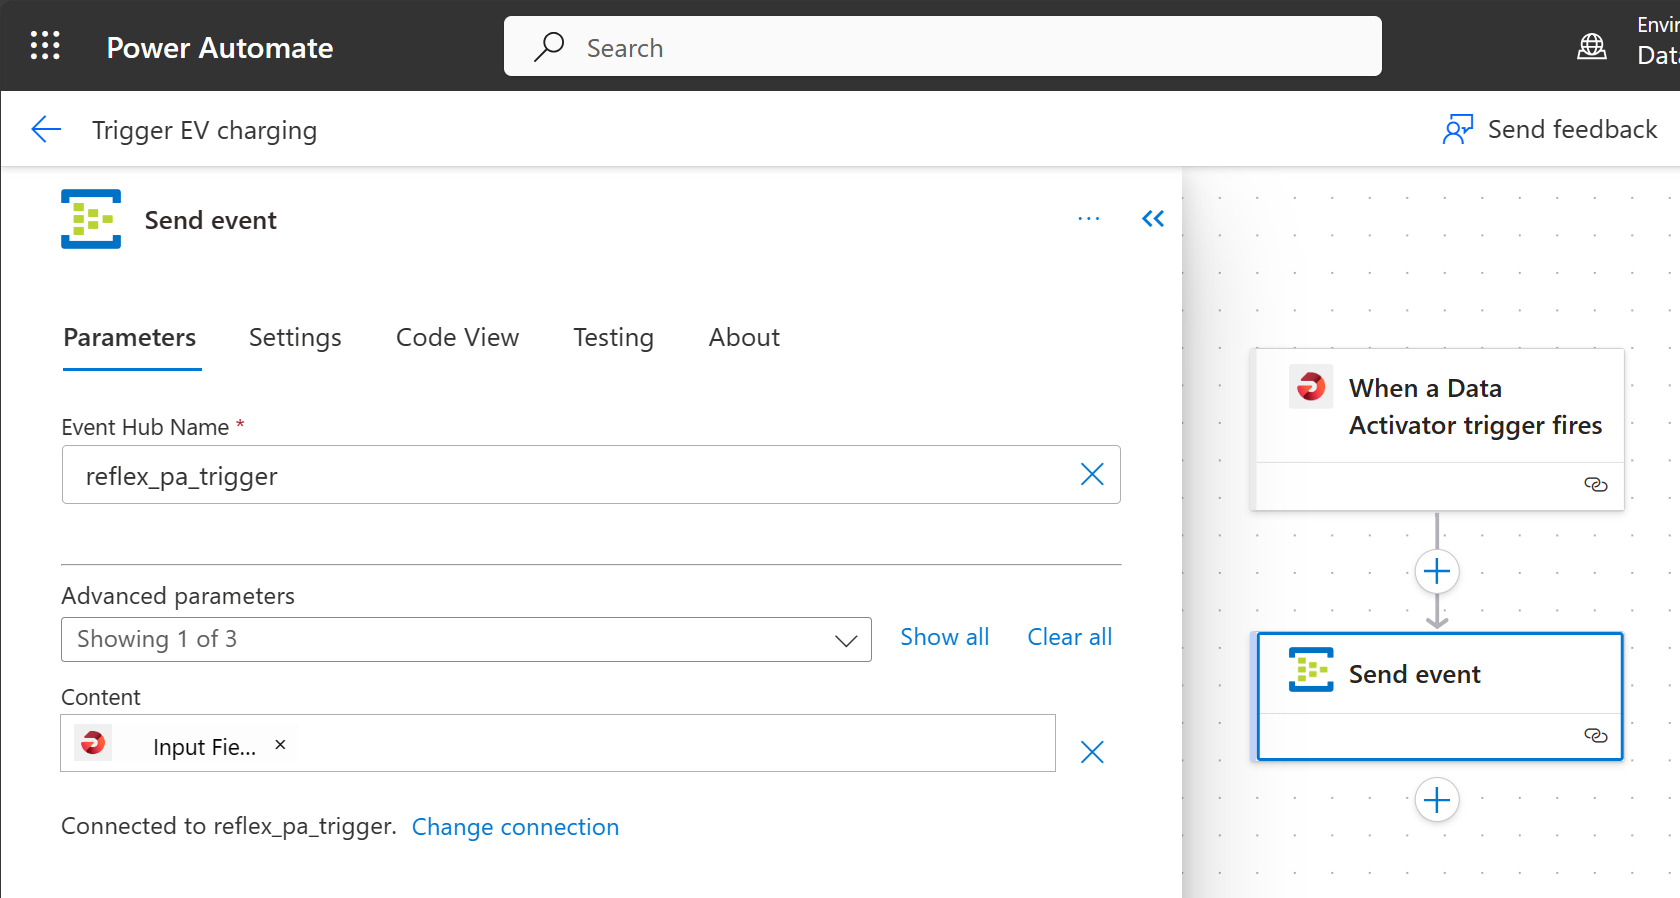 Power Automate
Search
Envir
Data
Trigger EV charging
Send feedback
Send event
Parameters
Settings
Code View
Testing
About
Event Hub Name *
reflex_pa_trigger
Advanced parameters
Showing 1 of 3
Show all
Clear all
Content
Input Fie...
Connected to reflex_pa_trigger. Change connection
When a Data
Activator trigger fires
Send event